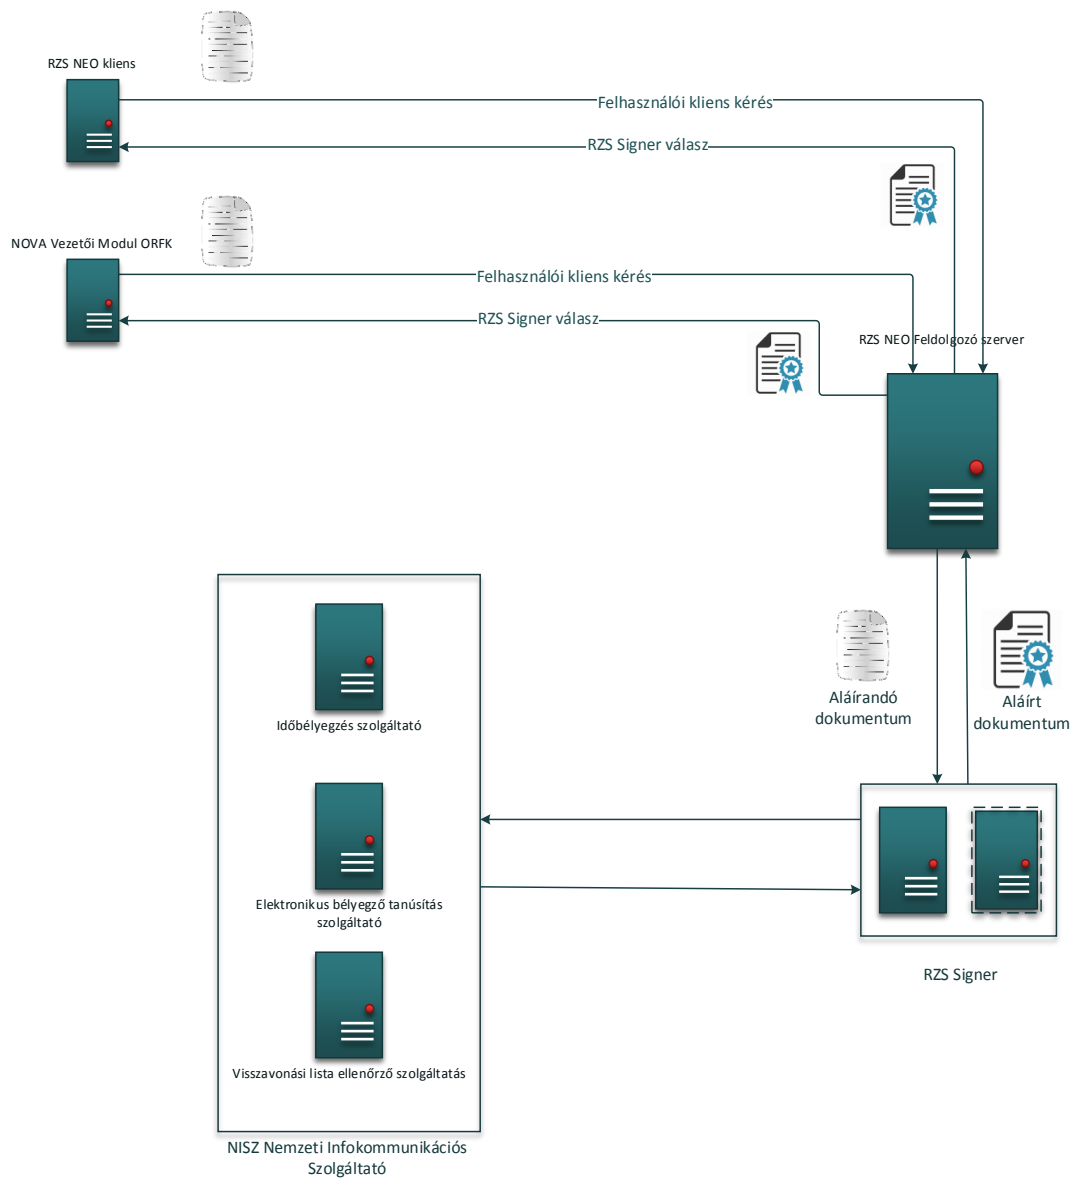 RZS NEO kliens
Felhasználói kliens kérés
RZS Signer válasz
NOVA Vezetői Modul ORFK
Felhasználói kliens kérés
RZS Signer válasz
RZS NEO Feldolgozó szerver
Aláírandó
dokumentum
Aláírt
dokumentum
Időbélyegzés szolgáltató
Elektronikus bélyegző tanúsítás
szolgáltató
RZS Signer
Visszavonási lista ellenőrző szolgáltatás
NISZ Nemzeti Infokommunikációs
Szolgáltató